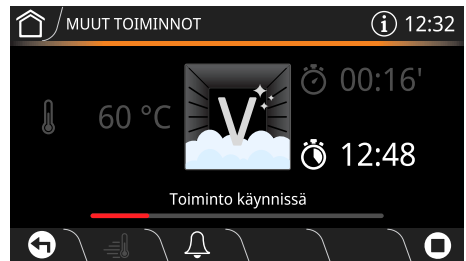 MUUT TOIMINNOT
i 12:32
00:16'
60 °C
V
12:48
Toiminto käynnissä